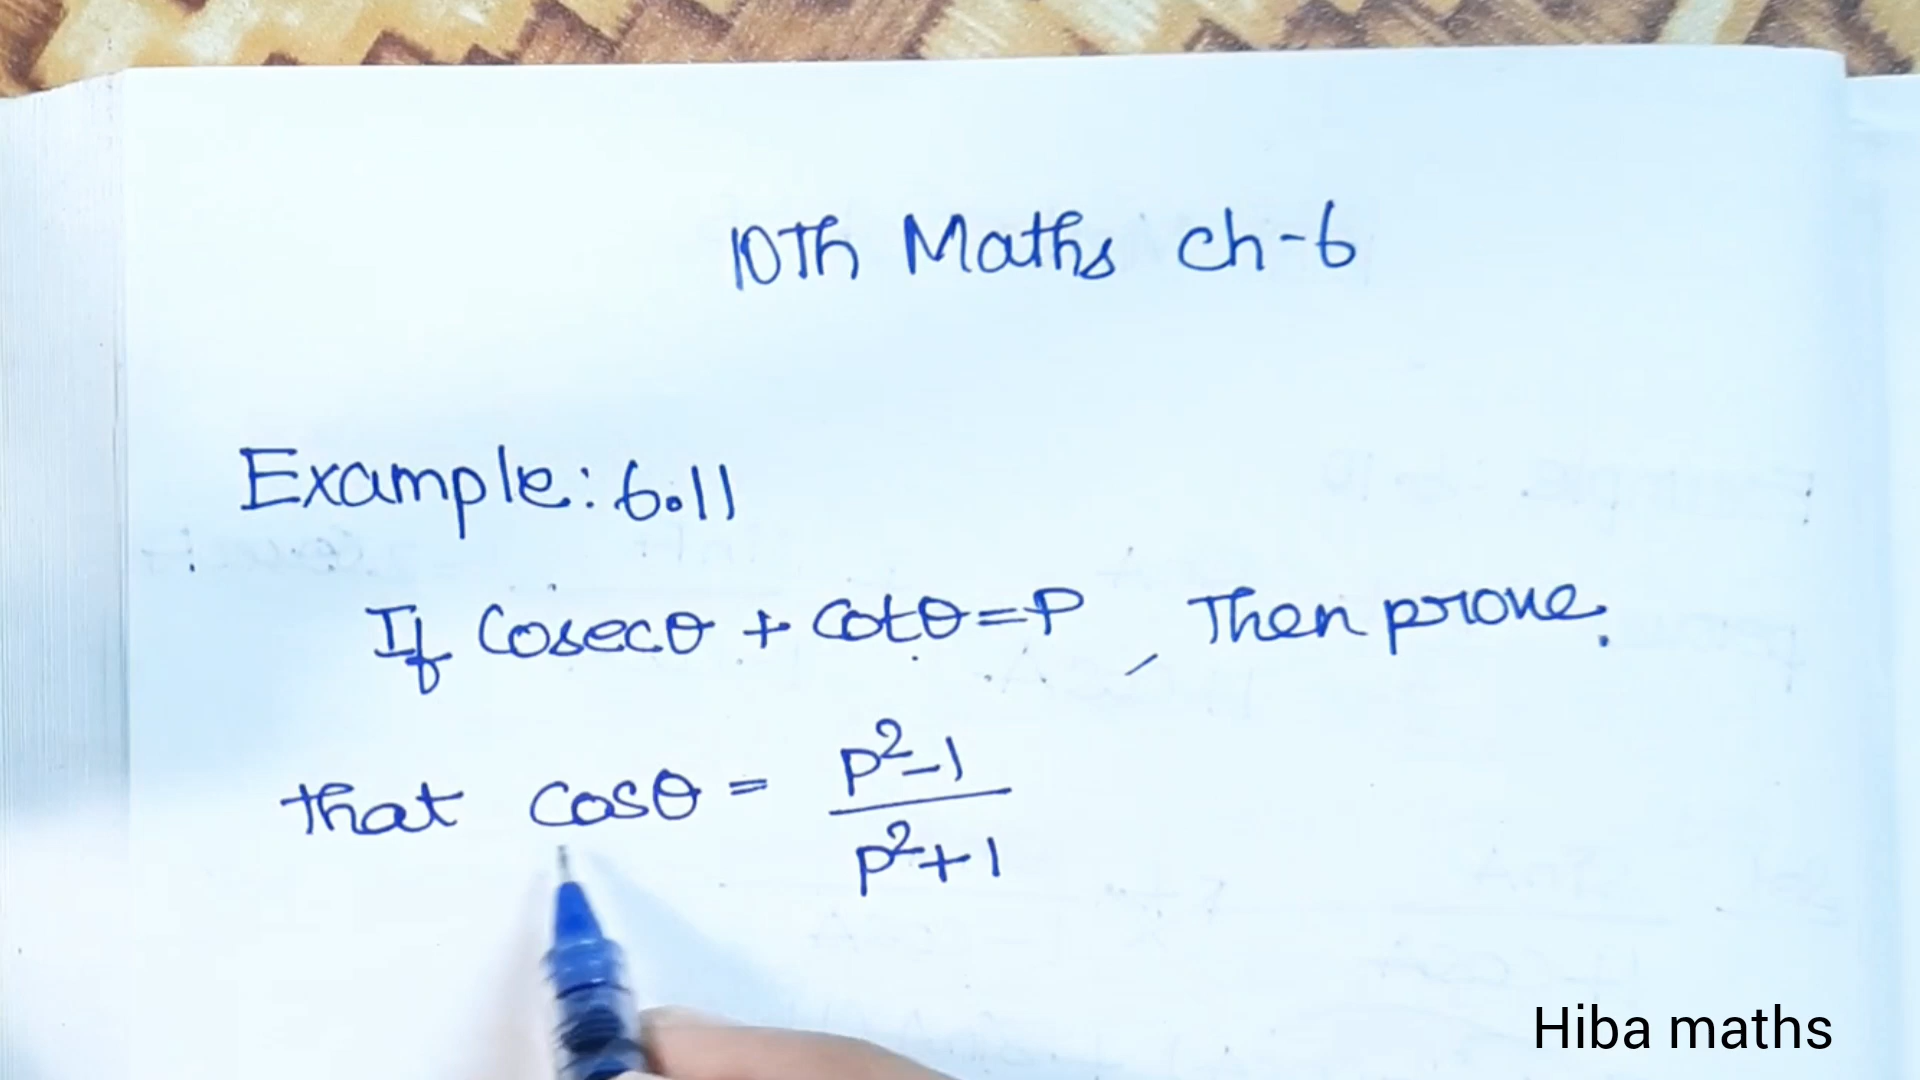 10Th Maths Ch-6
Example: 6.11
If Cosecθ + Cotθ = P, Then prove.
that Cosθ = P²-1 / P²+1
Hiba maths